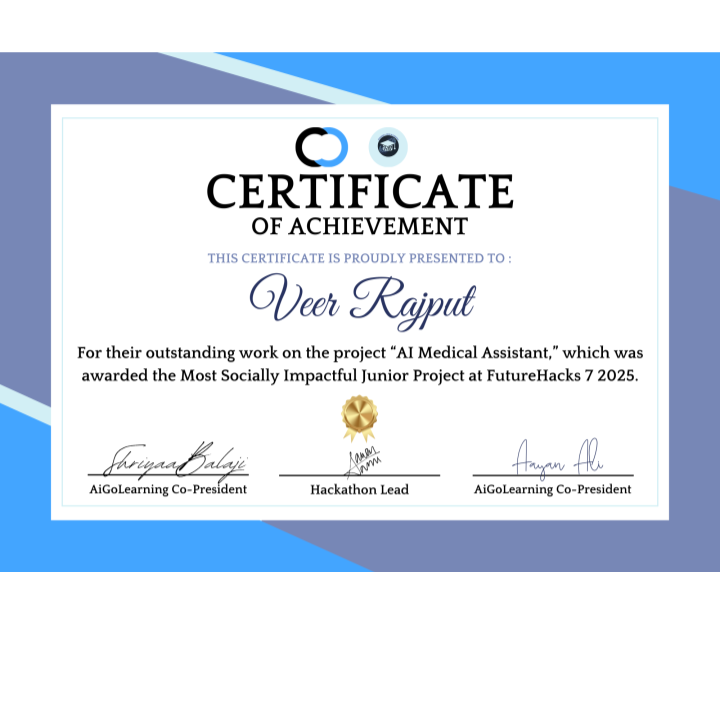 CERTIFICATE
OF ACHIEVEMENT
THIS CERTIFICATE IS PROUDLY PRESENTED TO :
Veer Rajput
For their outstanding work on the project “AI Medical Assistant,” which was
awarded the Most Socially Impactful Junior Project at FutureHacks 7 2025.
Shriyaa Balaji
Aayan Ali
AiGoLearning Co-President
Hackathon Lead
AiGoLearning Co-President